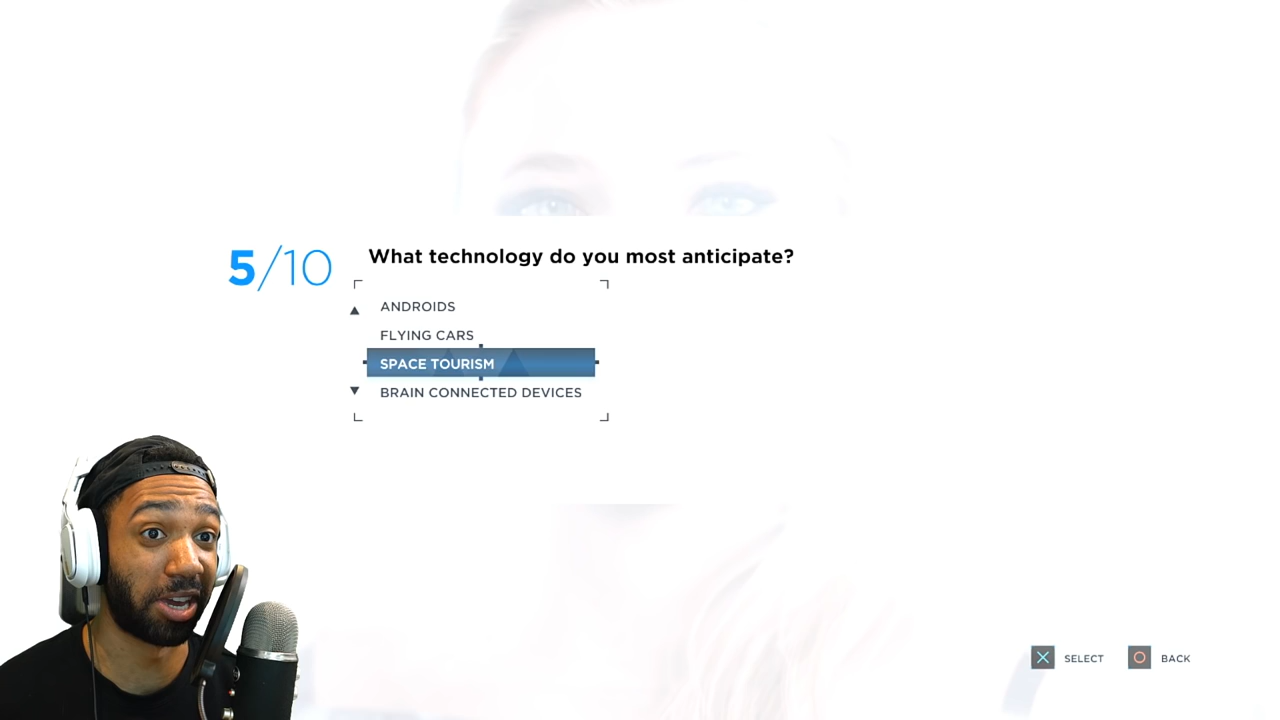 5/10
What technology do you most anticipate?
ANDROIDS
FLYING CARS
SPACE TOURISM
BRAIN CONNECTED DEVICES
SELECT
BACK